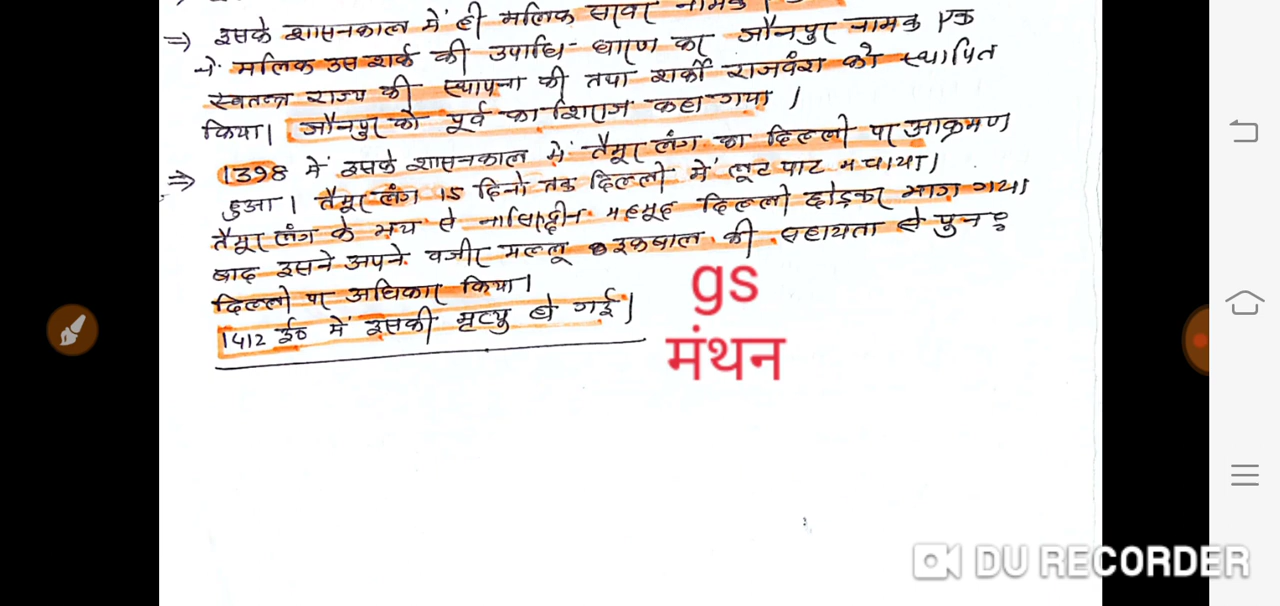 ⇒ इसके शासनकाल में ही मलिक सरवर नामक
ने मलिक उस शर्क की उपाधि धारण कर जौनपुर नामक एक
स्वतन्त्र राज्य की स्थापना की तथा शर्की राजवंश को स्थापित
किया। जौनपुर को पूर्व का शिराज कहा गया।
⇒ 1398 में इसके शासनकाल में तैमूर लंग का दिल्ली पर आक्रमण
हुआ। तैमूर लंग 15 दिनो तक दिल्ली में लूट पाट मचाया।
तैमूर लंग के भय से नासिरुद्दीन महमूद दिल्ली छोड़कर भाग गया
बाद इसने अपने वजीर मल्लू इकबाल की सहायता से पुनः
दिल्ली पर अधिकार किया।
1412 ई० में इसकी मृत्यु हो गई।
gs
मंथन
DU RECORDER